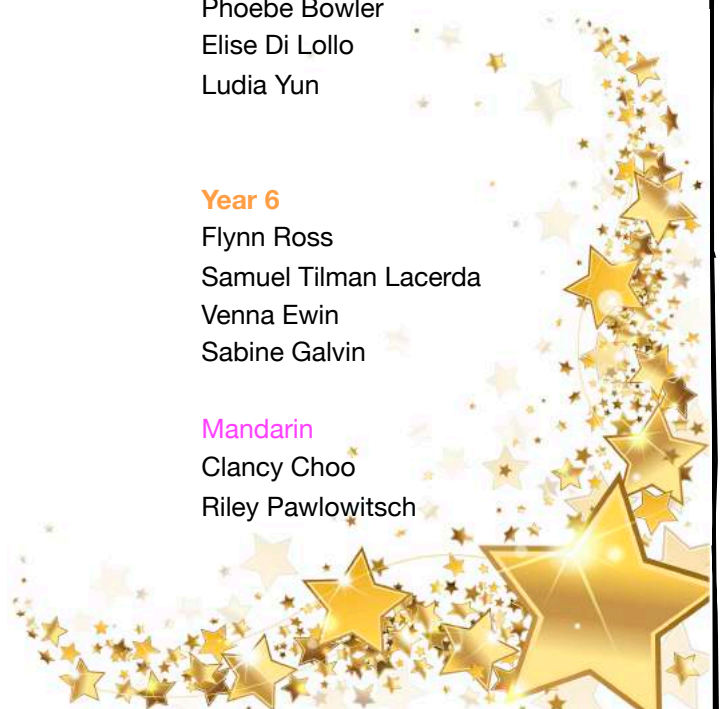 Phoebe Bowler
Elise Di Lollo
Ludia Yun
Year 6
Flynn Ross
Samuel Tilman Lacerda
Venna Ewin
Sabine Galvin
Mandarin
Clancy Choo
Riley Pawlowitsch